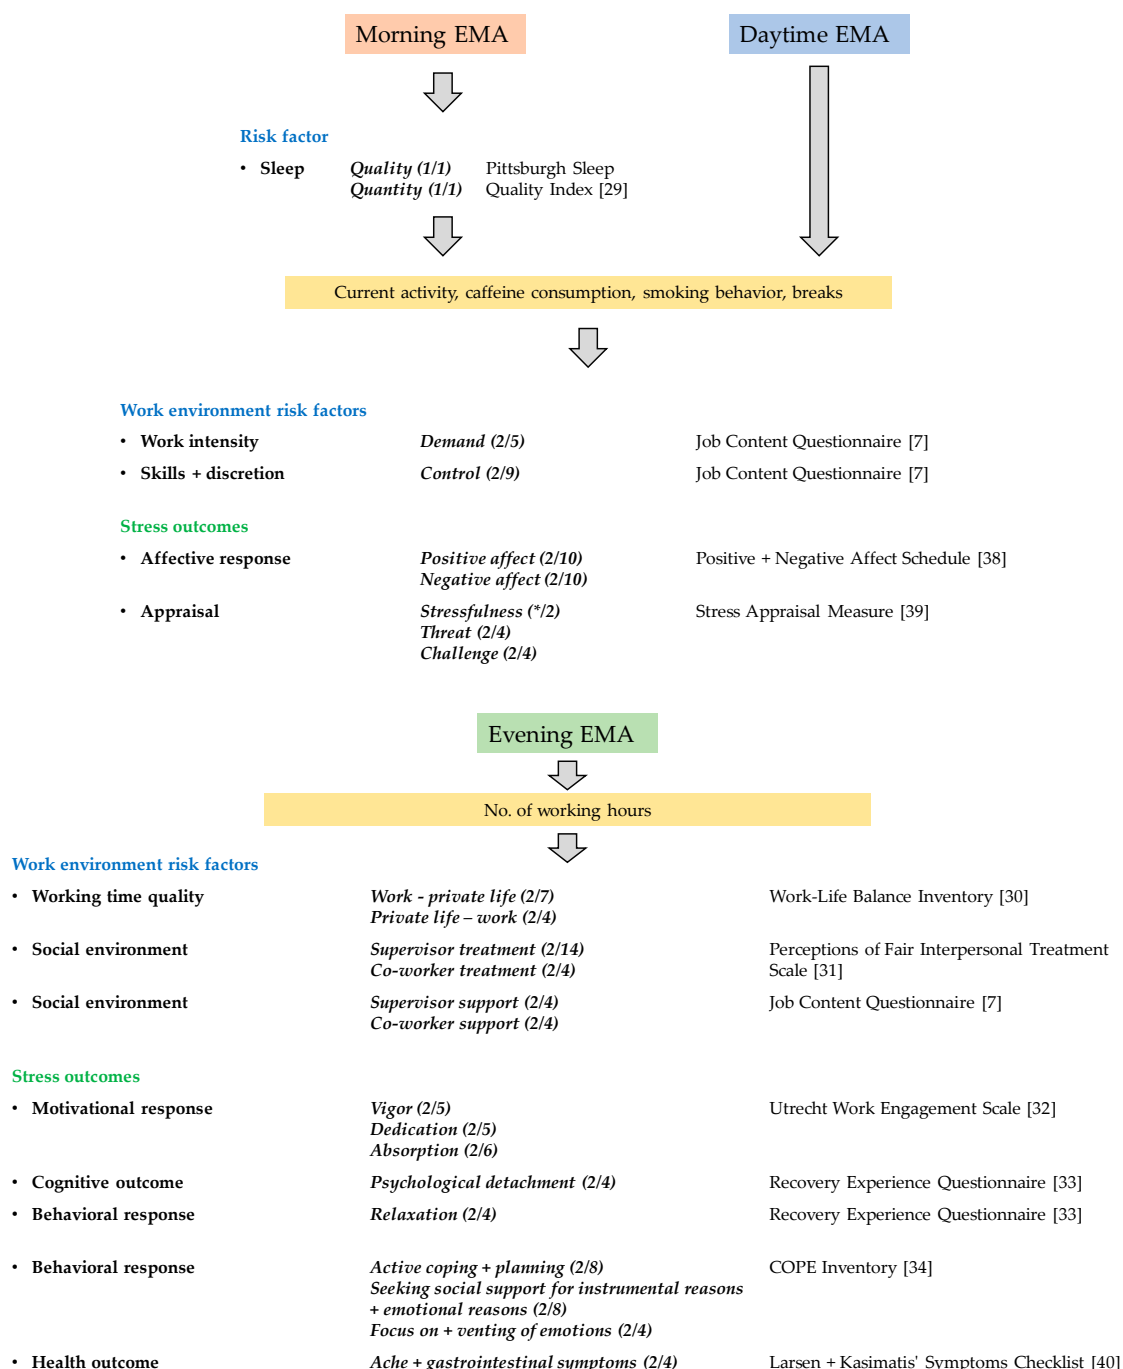 Morning EMA
Daytime EMA
Risk factor
• Sleep Quality (1/1) Pittsburgh Sleep
Quantity (1/1) Quality Index [29]
Current activity, caffeine consumption, smoking behavior, breaks
Work environment risk factors
• Work intensity Demand (2/5) Job Content Questionnaire [7]
• Skills + discretion Control (2/9) Job Content Questionnaire [7]
Stress outcomes
• Affective response Positive affect (2/10) Positive + Negative Affect Schedule [38]
Negative affect (2/10)
• Appraisal Stressfulness (*/2) Stress Appraisal Measure [39]
Threat (2/4)
Challenge (2/4)
Evening EMA
No. of working hours
Work environment risk factors
• Working time quality Work - private life (2/7) Work-Life Balance Inventory [30]
Private life – work (2/4)
• Social environment Supervisor treatment (2/14) Perceptions of Fair Interpersonal Treatment
Co-worker treatment (2/4) Scale [31]
• Social environment Supervisor support (2/4) Job Content Questionnaire [7]
Co-worker support (2/4)
Stress outcomes
• Motivational response Vigor (2/5) Utrecht Work Engagement Scale [32]
Dedication (2/5)
Absorption (2/6)
• Cognitive outcome Psychological detachment (2/4) Recovery Experience Questionnaire [33]
• Behavioral response Relaxation (2/4) Recovery Experience Questionnaire [33]
• Behavioral response Active coping + planning (2/8) COPE Inventory [34]
Seeking social support for instrumental reasons
+ emotional reasons (2/8)
Focus on + venting of emotions (2/4)
• Health outcome Ache + gastrointestinal symptoms (2/4) Larsen + Kasimatis' Symptoms Checklist [40]